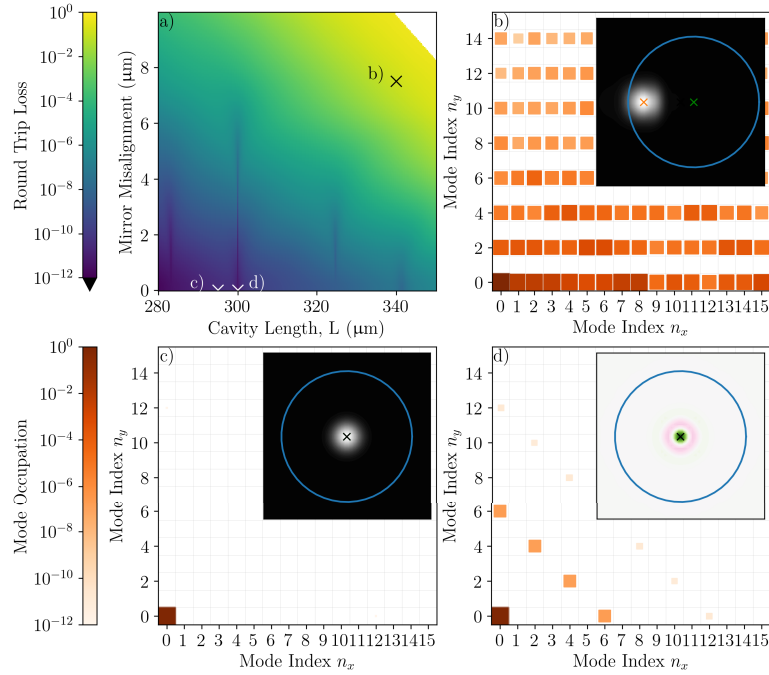 a)
b)
10⁰
10⁻²
10⁻⁴
10⁻⁶
10⁻⁸
10⁻¹⁰
10⁻¹²
Round Trip Loss
8
6
4
2
0
Mirror Misalignment (μm)
b)
c)
d)
280
300
320
340
Cavity Length, L (μm)
14
12
10
8
6
4
2
0
Mode Index n_y
0 1 2 3 4 5 6 7 8 9 10 11 12 13 14 15
Mode Index n_x
c)
d)
10⁰
10⁻²
10⁻⁴
10⁻⁶
10⁻⁸
10⁻¹⁰
10⁻¹²
Mode Occupation
14
12
10
8
6
4
2
0
Mode Index n_y
0 1 2 3 4 5 6 7 8 9 10 11 12 13 14 15
Mode Index n_x
14
12
10
8
6
4
2
0
Mode Index n_y
0 1 2 3 4 5 6 7 8 9 10 11 12 13 14 15
Mode Index n_x